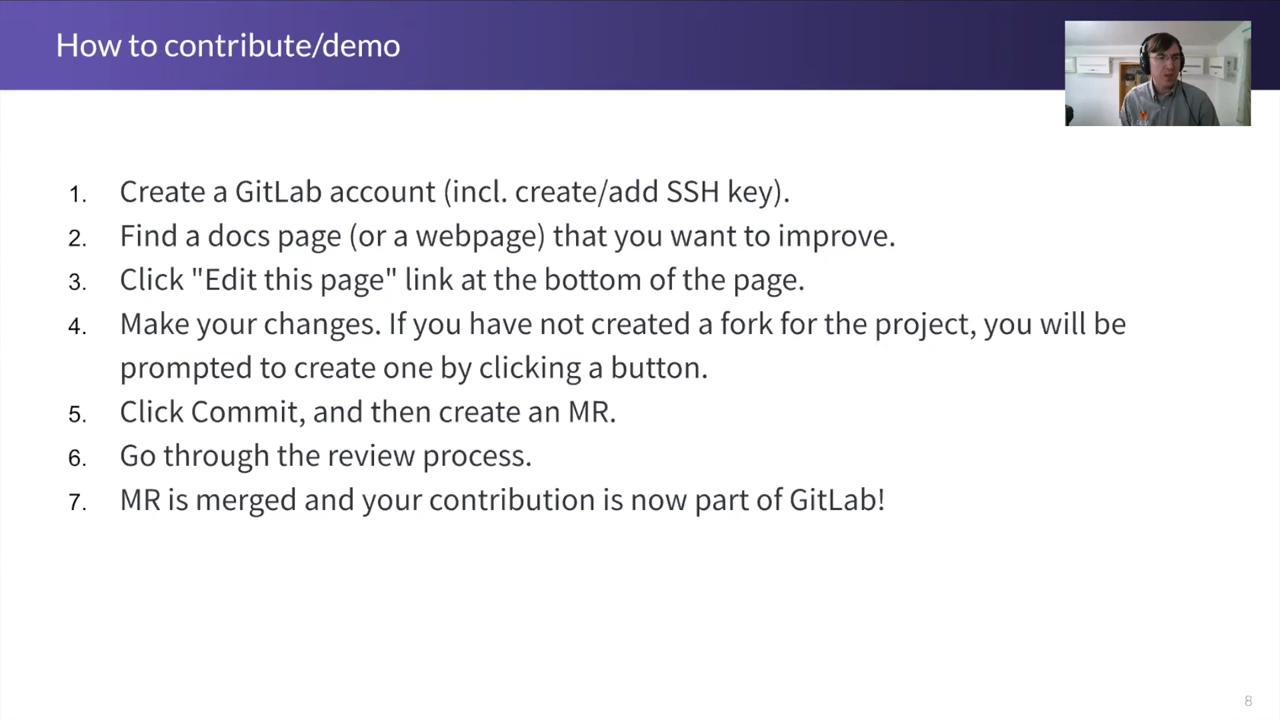 How to contribute/demo
1. Create a GitLab account (incl. create/add SSH key).
2. Find a docs page (or a webpage) that you want to improve.
3. Click "Edit this page" link at the bottom of the page.
4. Make your changes. If you have not created a fork for the project, you will be
prompted to create one by clicking a button.
5. Click Commit, and then create an MR.
6. Go through the review process.
7. MR is merged and your contribution is now part of GitLab!
8